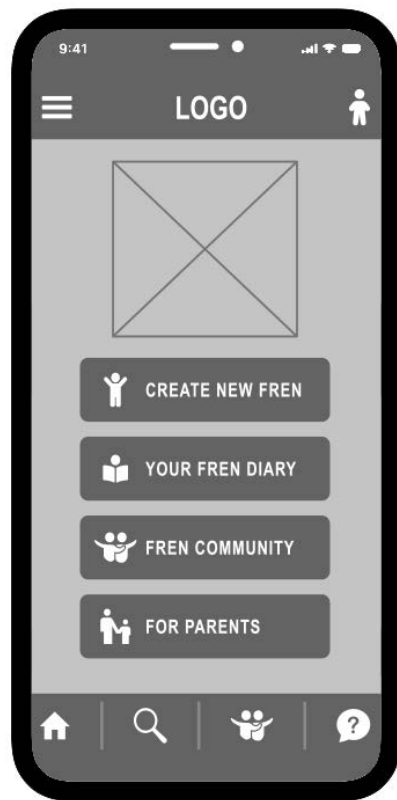 9:41
LOGO
CREATE NEW FREN
YOUR FREN DIARY
FREN COMMUNITY
FOR PARENTS
?